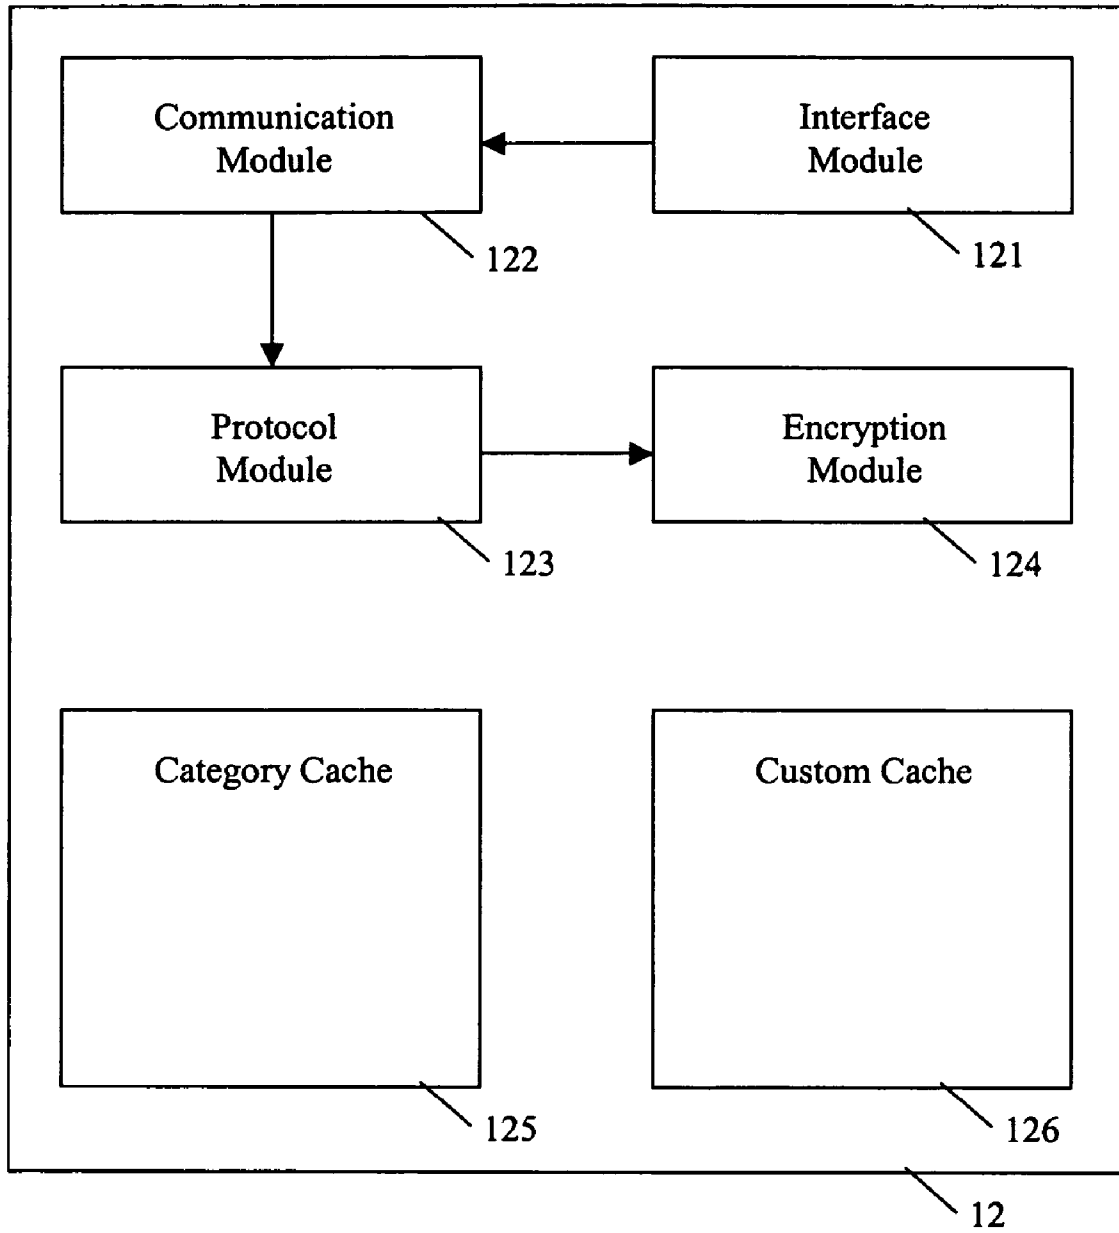 Communication
Module
Interface
Module
122
121
Protocol
Module
Encryption
Module
123
124
Category Cache
Custom Cache
125
126
12